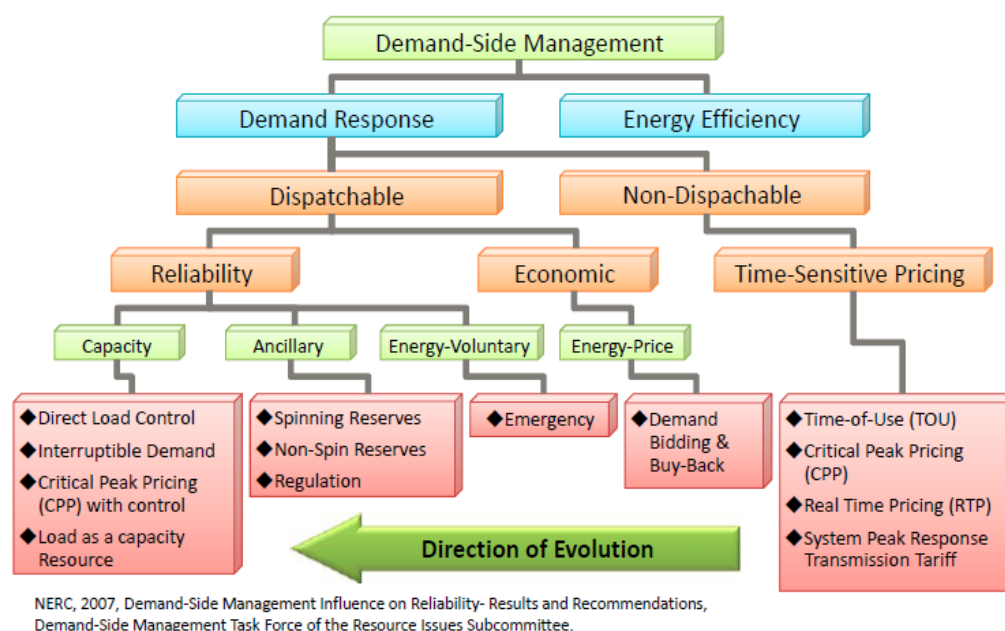 Demand-Side Management
Demand Response
Energy Efficiency
Dispatchable
Non-Dispachable
Reliability
Economic
Time-Sensitive Pricing
Capacity
Ancillary
Energy-Voluntary
Energy-Price
◆Direct Load Control
◆Interruptible Demand
◆Critical Peak Pricing
(CPP) with control
◆Load as a capacity
Resource
◆Spinning Reserves
◆Non-Spin Reserves
◆Regulation
◆Emergency
◆Demand
Bidding &
Buy-Back
◆Time-of-Use (TOU)
◆Critical Peak Pricing
(CPP)
◆Real Time Pricing (RTP)
◆System Peak Response
Transmission Tariff
Direction of Evolution
NERC, 2007, Demand-Side Management Influence on Reliability- Results and Recommendations,
Demand-Side Management Task Force of the Resource Issues Subcommittee.